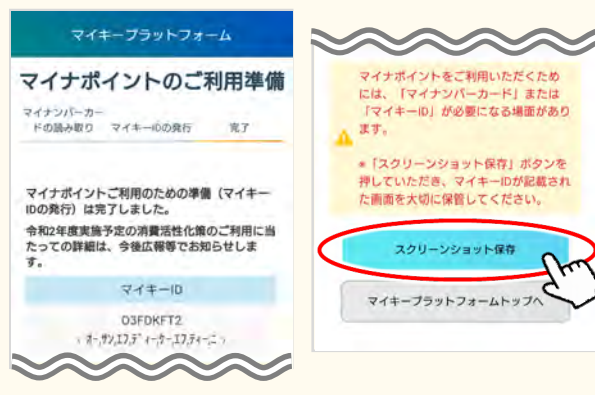 マイキープラットフォーム
マイナポイントのご利用準備
マイナンバーカー
ドの読み取り マイキーIDの発行 完了
マイナポイントご利用のための準備（マイキー
IDの発行）は完了しました。
令和2年度実施予定の消費活性化策のご利用に当
たっての詳細は、今後広報等でお知らせしま
す。
マイキーID
O3FDKFT2
マイナポイントをご利用いただくため
には、「マイナンバーカード」または
「マイキーID」が必要になる場面があり
ます。
*「スクリーンショット保存」ボタンを
押していただき、マイキーIDが記載され
た画面を大切に保管してください。
スクリーンショット保存
マイキープラットフォームトップへ